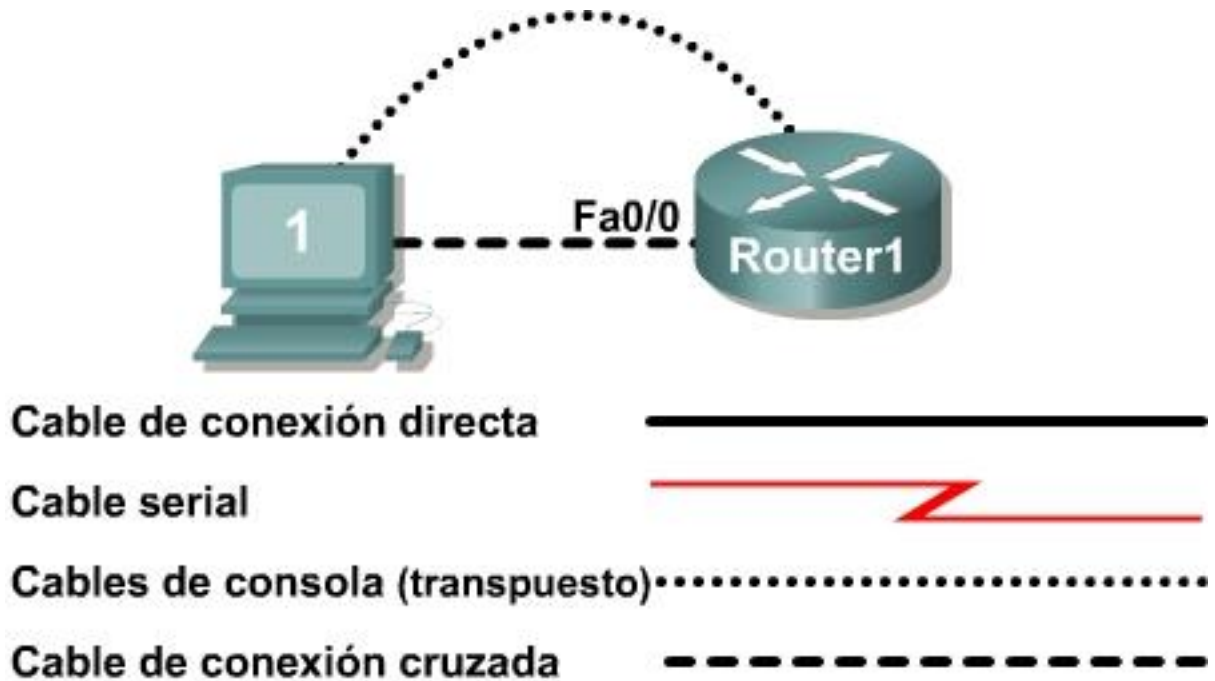 1
Fa0/0
Router1
Cable de conexión directa
Cable serial
Cables de consola (transpuesto)
Cable de conexión cruzada